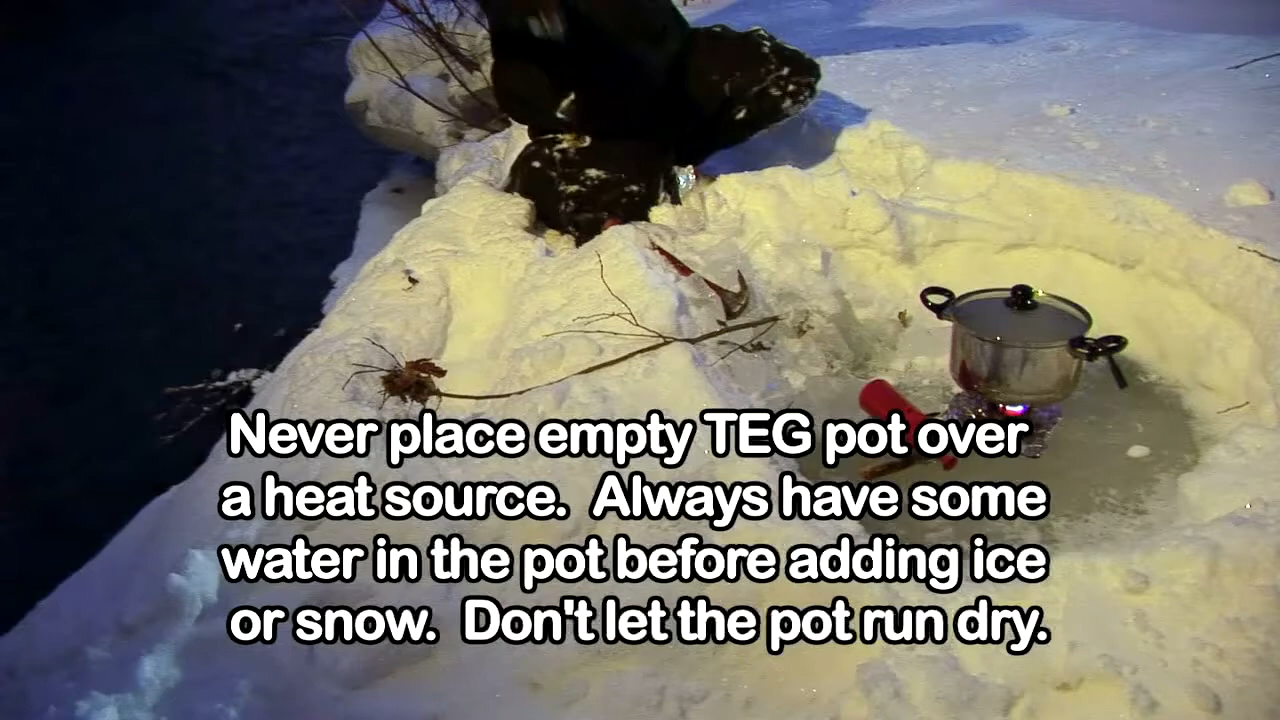 Never place empty TEG pot over
a heat source.  Always have some
water in the pot before adding ice
or snow.  Don't let the pot run dry.